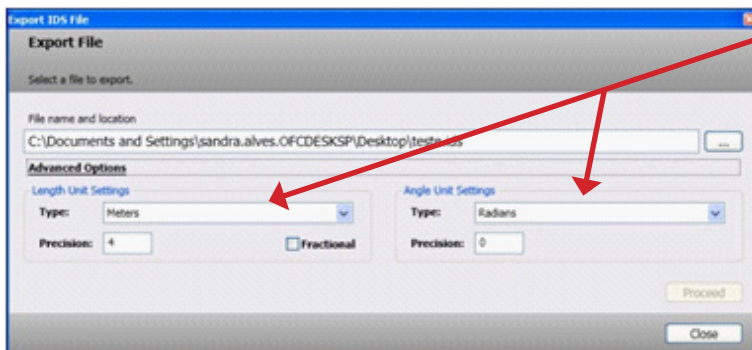 Export IDS File
Export File
Select a file to export.
File name and location
C:\Documents and Settings\sandra.alves.OFCDESKSP\Desktop\teste.ids
...
Advanced Options
Length Unit Settings
Angle Unit Settings
Type: Meters
Type: Radians
Precision: 4
Fractional
Precision: 0
Proceed
Close